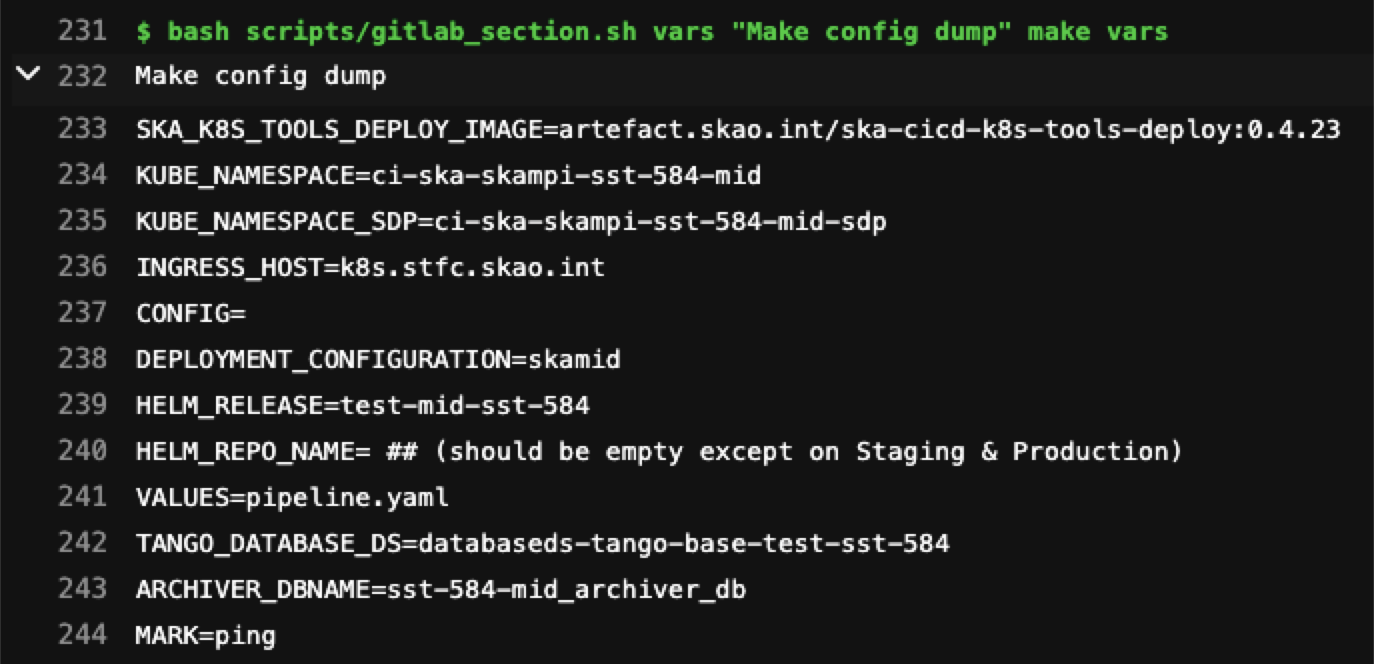 231 $ bash scripts/gitlab_section.sh vars "Make config dump" make vars
232 Make config dump
233 SKA_K8S_TOOLS_DEPLOY_IMAGE=artefact.skao.int/ska-cicd-k8s-tools-deploy:0.4.23
234 KUBE_NAMESPACE=ci-ska-skampi-sst-584-mid
235 KUBE_NAMESPACE_SDP=ci-ska-skampi-sst-584-mid-sdp
236 INGRESS_HOST=k8s.stfc.skao.int
237 CONFIG=
238 DEPLOYMENT_CONFIGURATION=skamid
239 HELM_RELEASE=test-mid-sst-584
240 HELM_REPO_NAME= ## (should be empty except on Staging & Production)
241 VALUES=pipeline.yaml
242 TANGO_DATABASE_DS=databaseds-tango-base-test-sst-584
243 ARCHIVER_DBNAME=sst-584-mid_archiver_db
244 MARK=ping